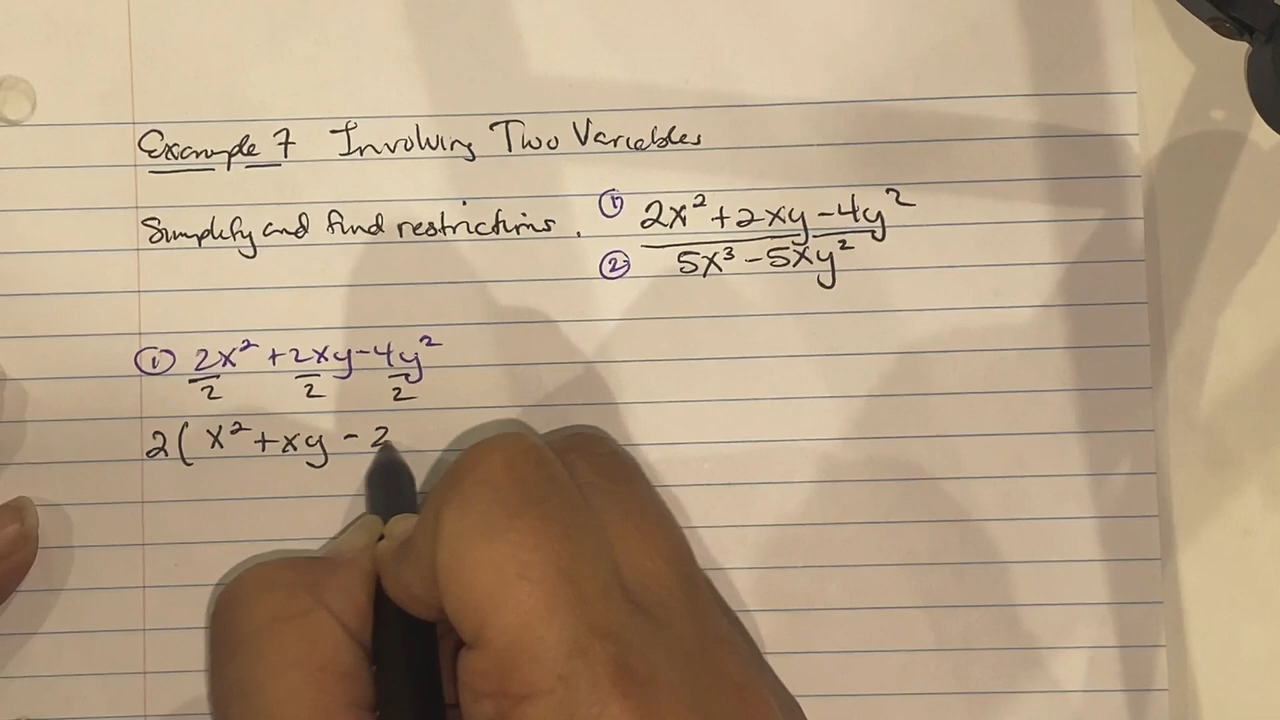 Example 7 Involving Two Variables
Simplify and find restrictions. ① 2x² + 2xy - 4y²
② 5x³ - 5xy²
① 2x² + 2xy - 4y²
2 2 2
2( x² + xy - 2